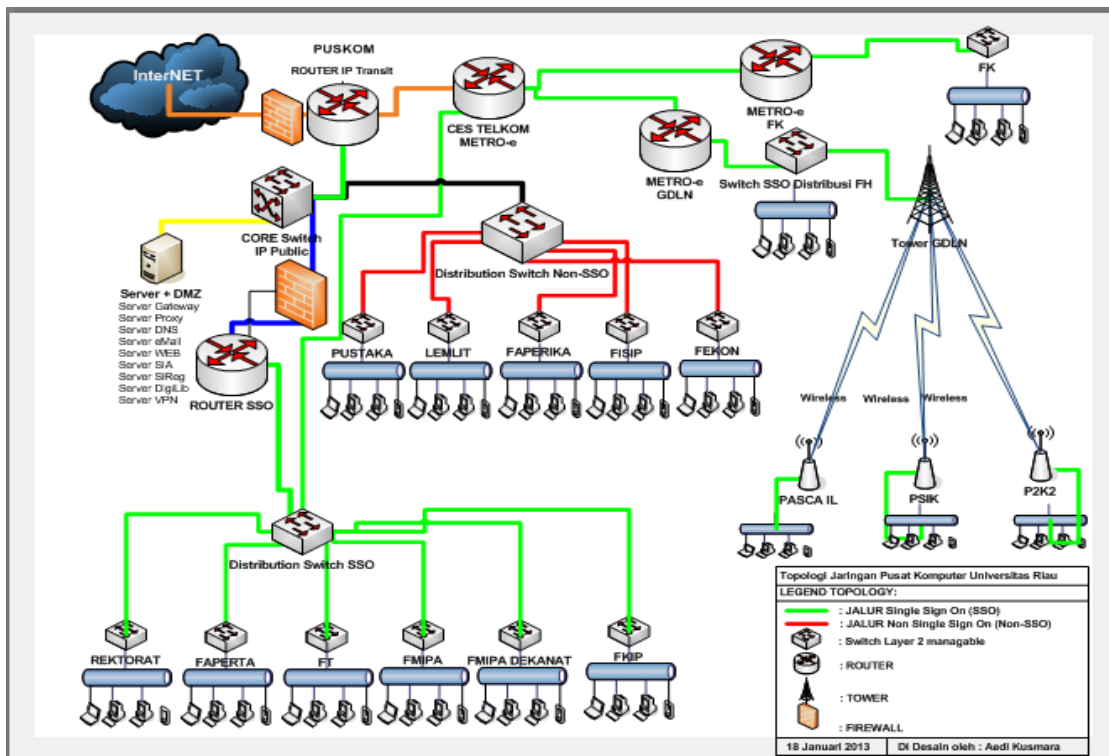 PUSKOM
InterNET
ROUTER IP Transit
CES TELKOM
METRO-e
METRO-e
FK
FK
METRO-e
GDLN
Switch SSO Distribusi FH
Tower GDLN
CORE Switch
IP Public
Distribution Switch Non-SSO
Server + DMZ
Server Gateway
Server Proxy
Server DNS
Server eMail
Server WEB
Server SIA
Server SIReg
Server DigiLib
Server VPN
ROUTER SSO
PUSTAKA
LEMLIT
FAPERIKA
FISIP
FEKON
Wireless
Wireless
Wireless
PASCA IL
PSIK
P2K2
Distribution Switch SSO
REKTORAT
FAPERTA
FT
FMIPA
FMIPA DEKANAT
FKIP
Topologi Jaringan Pusat Komputer Universitas Riau
LEGEND TOPOLOGY:
: JALUR Single Sign On (SSO)
: JALUR Non Single Sign On (Non-SSO)
: Switch Layer 2 managable
: ROUTER
: TOWER
: FIREWALL
18 Januari 2013
Di Desain oleh : Aedi Kusmara